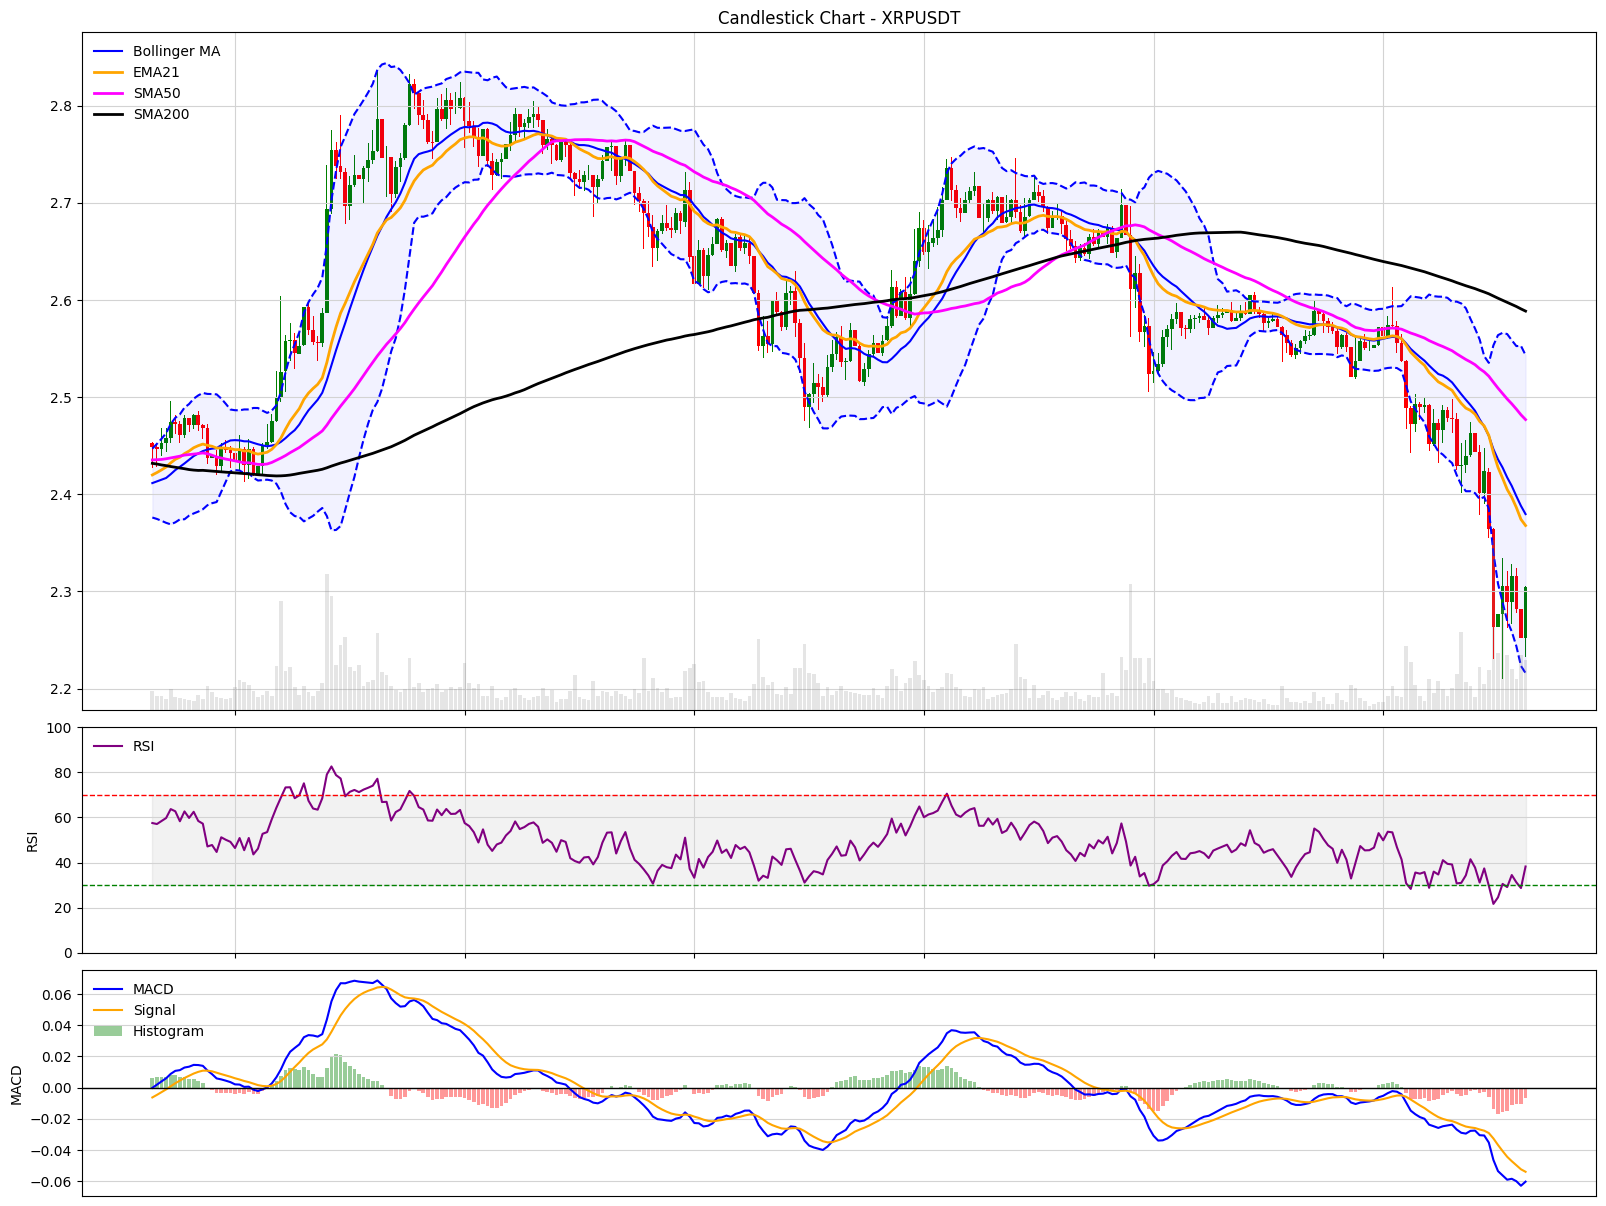 Candlestick Chart - XRPUSDT
Bollinger MA
EMA21
SMA50
SMA200
2.8
2.7
2.6
2.5
2.4
2.3
2.2
100
RSI
80
60
RSI
40
20
0
MACD
0.06
Signal
0.04
Histogram
0.02
0.00
MACD
−0.02
−0.04
−0.06